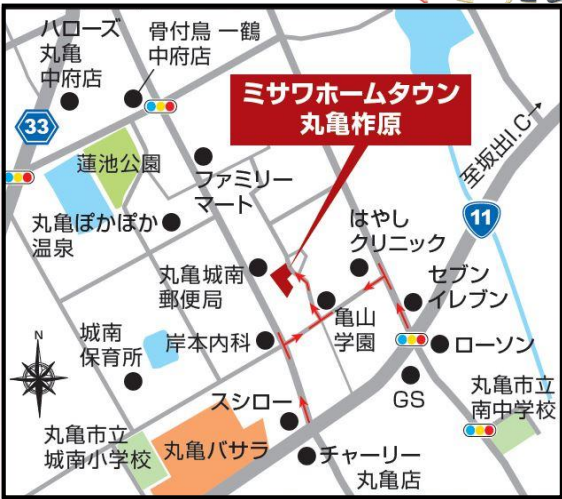 ハローズ
丸亀
中府店
骨付鳥 一鶴
中府店
33
ミサワホームタウン
丸亀柞原
至坂出I.C
蓮池公園
ファミリー
マート
11
丸亀ぽかぽか
温泉
はやし
クリニック
丸亀城南
郵便局
セブン
イレブン
亀山
学園
N
城南
保育所
岸本内科
ローソン
GS
丸亀市立
南中学校
スシロー
丸亀市立
城南小学校
丸亀バサラ
チャーリー
丸亀店